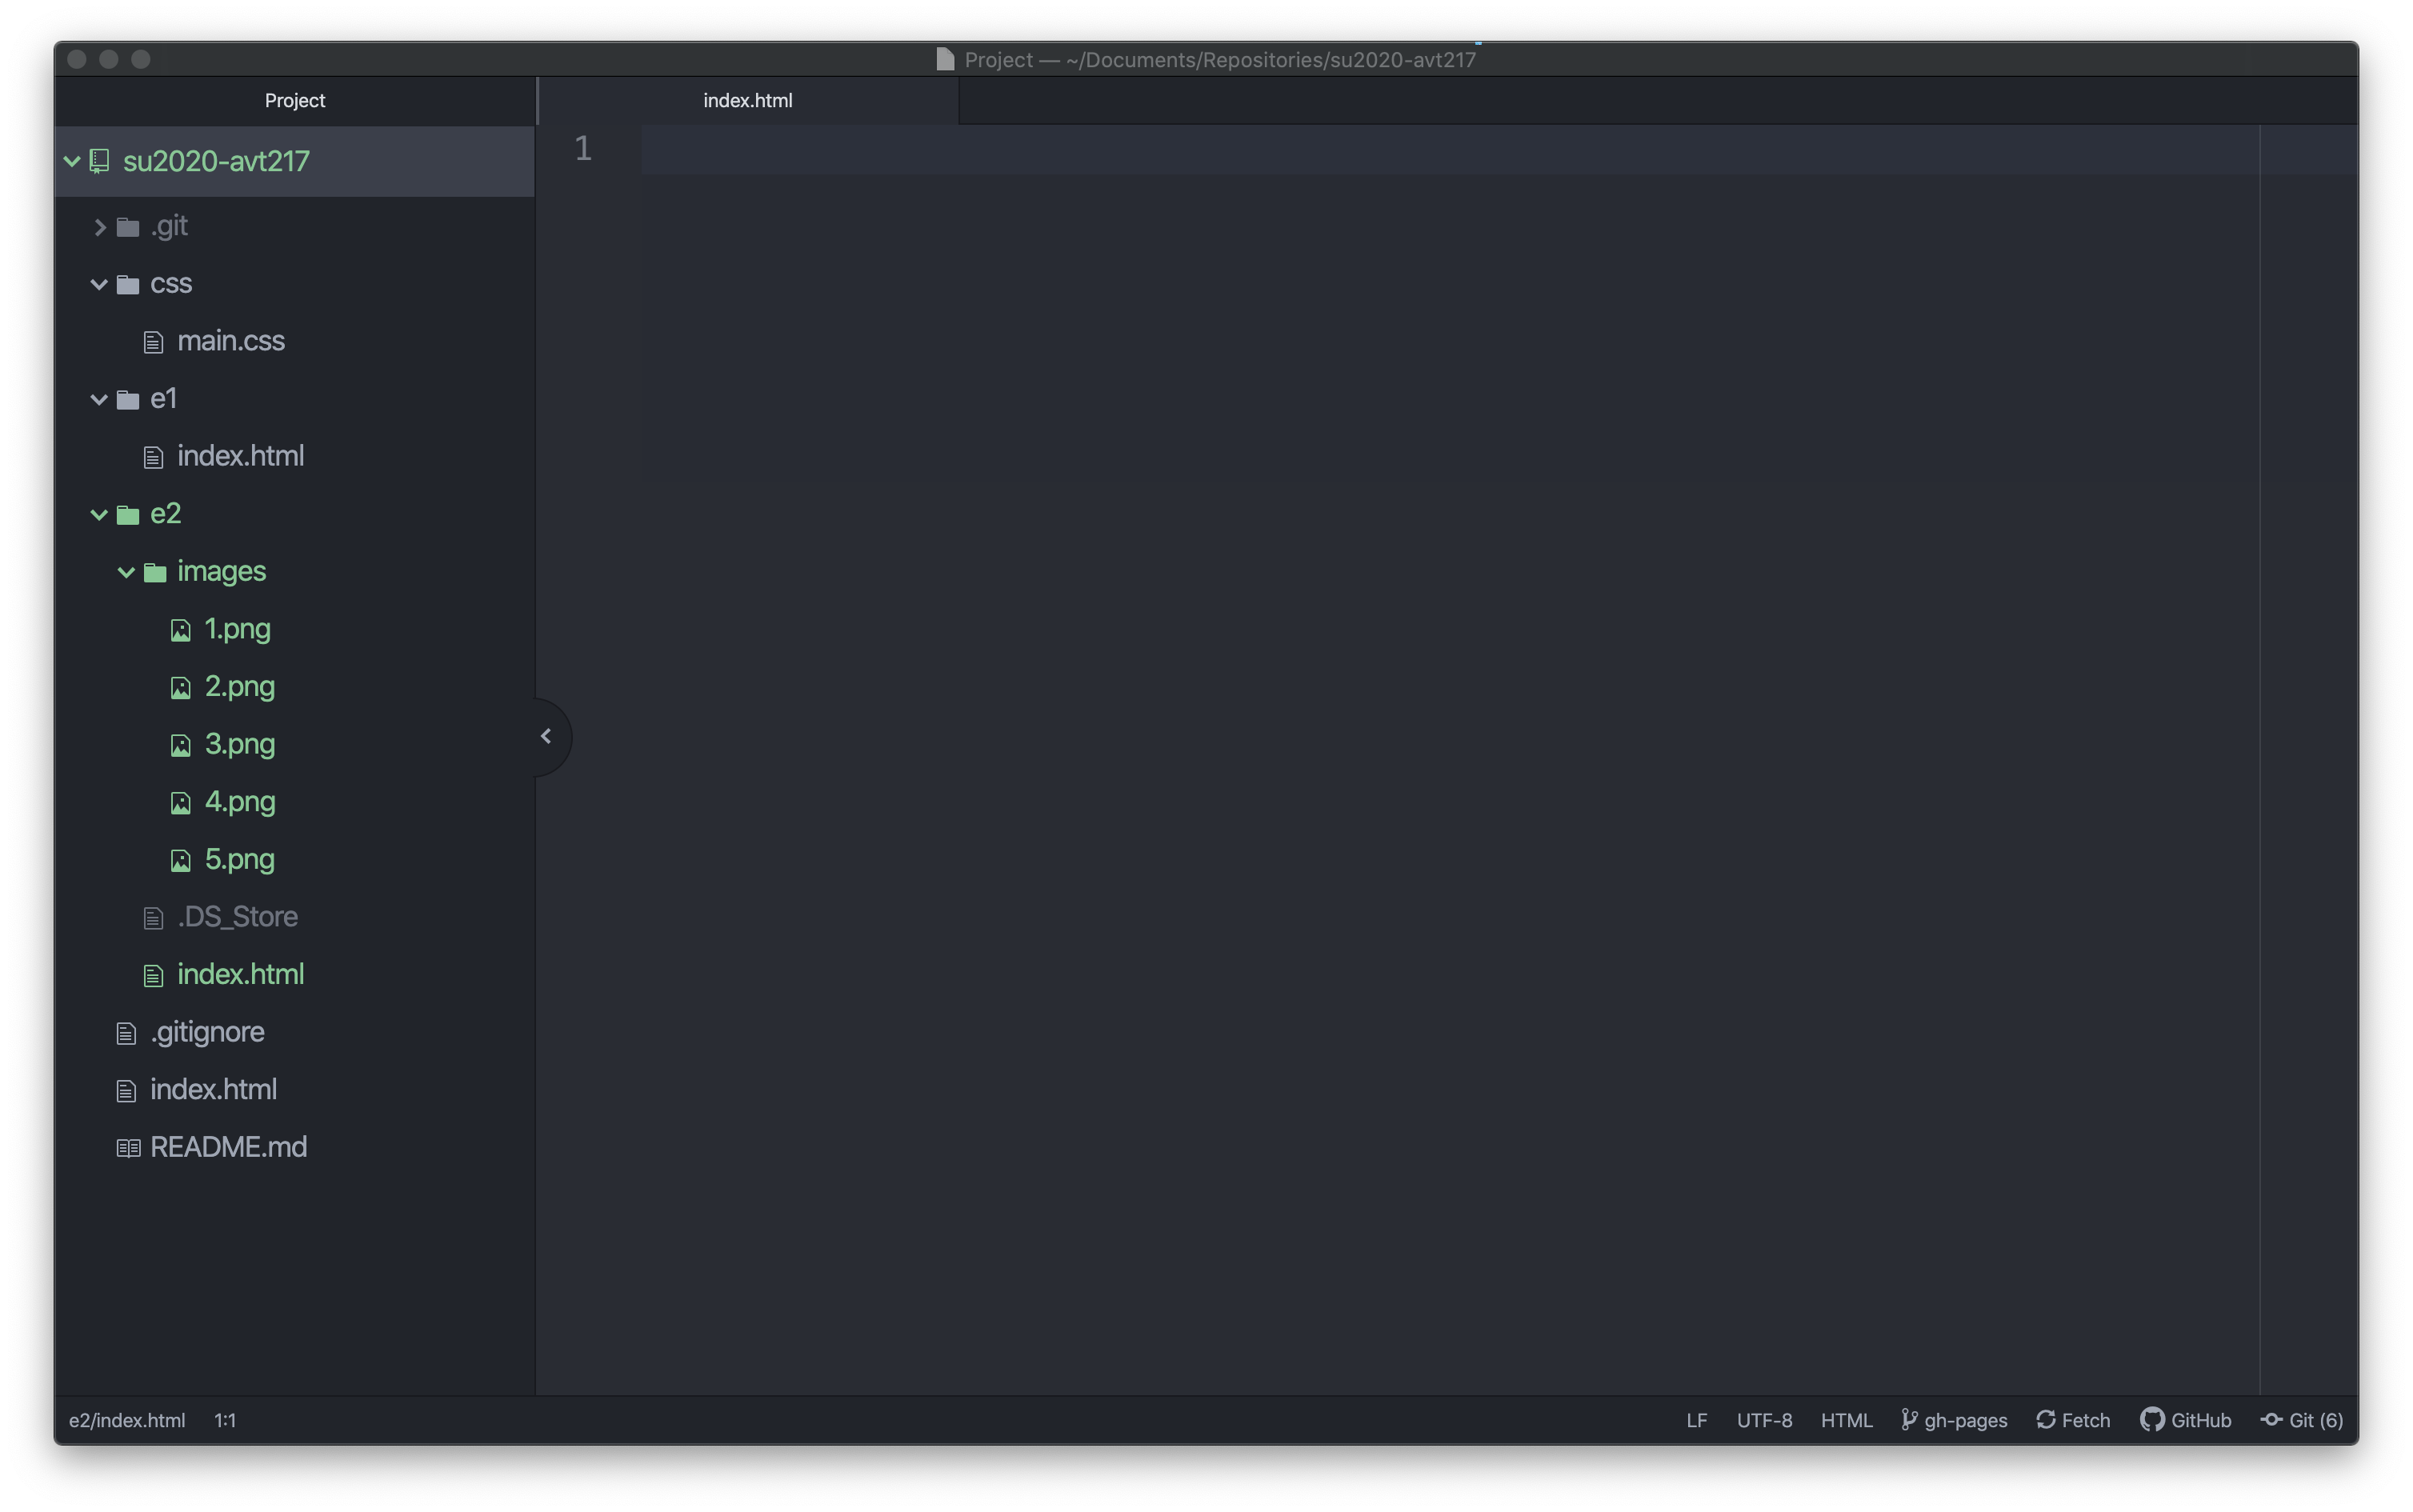 Project — ~/Documents/Repositories/su2020-avt217
Project
index.html
su2020-avt217
.git
css
main.css
e1
index.html
e2
images
1.png
2.png
3.png
4.png
5.png
.DS_Store
index.html
.gitignore
index.html
README.md
1
e2/index.html 1:1 LF UTF-8 HTML gh-pages Fetch GitHub Git (6)